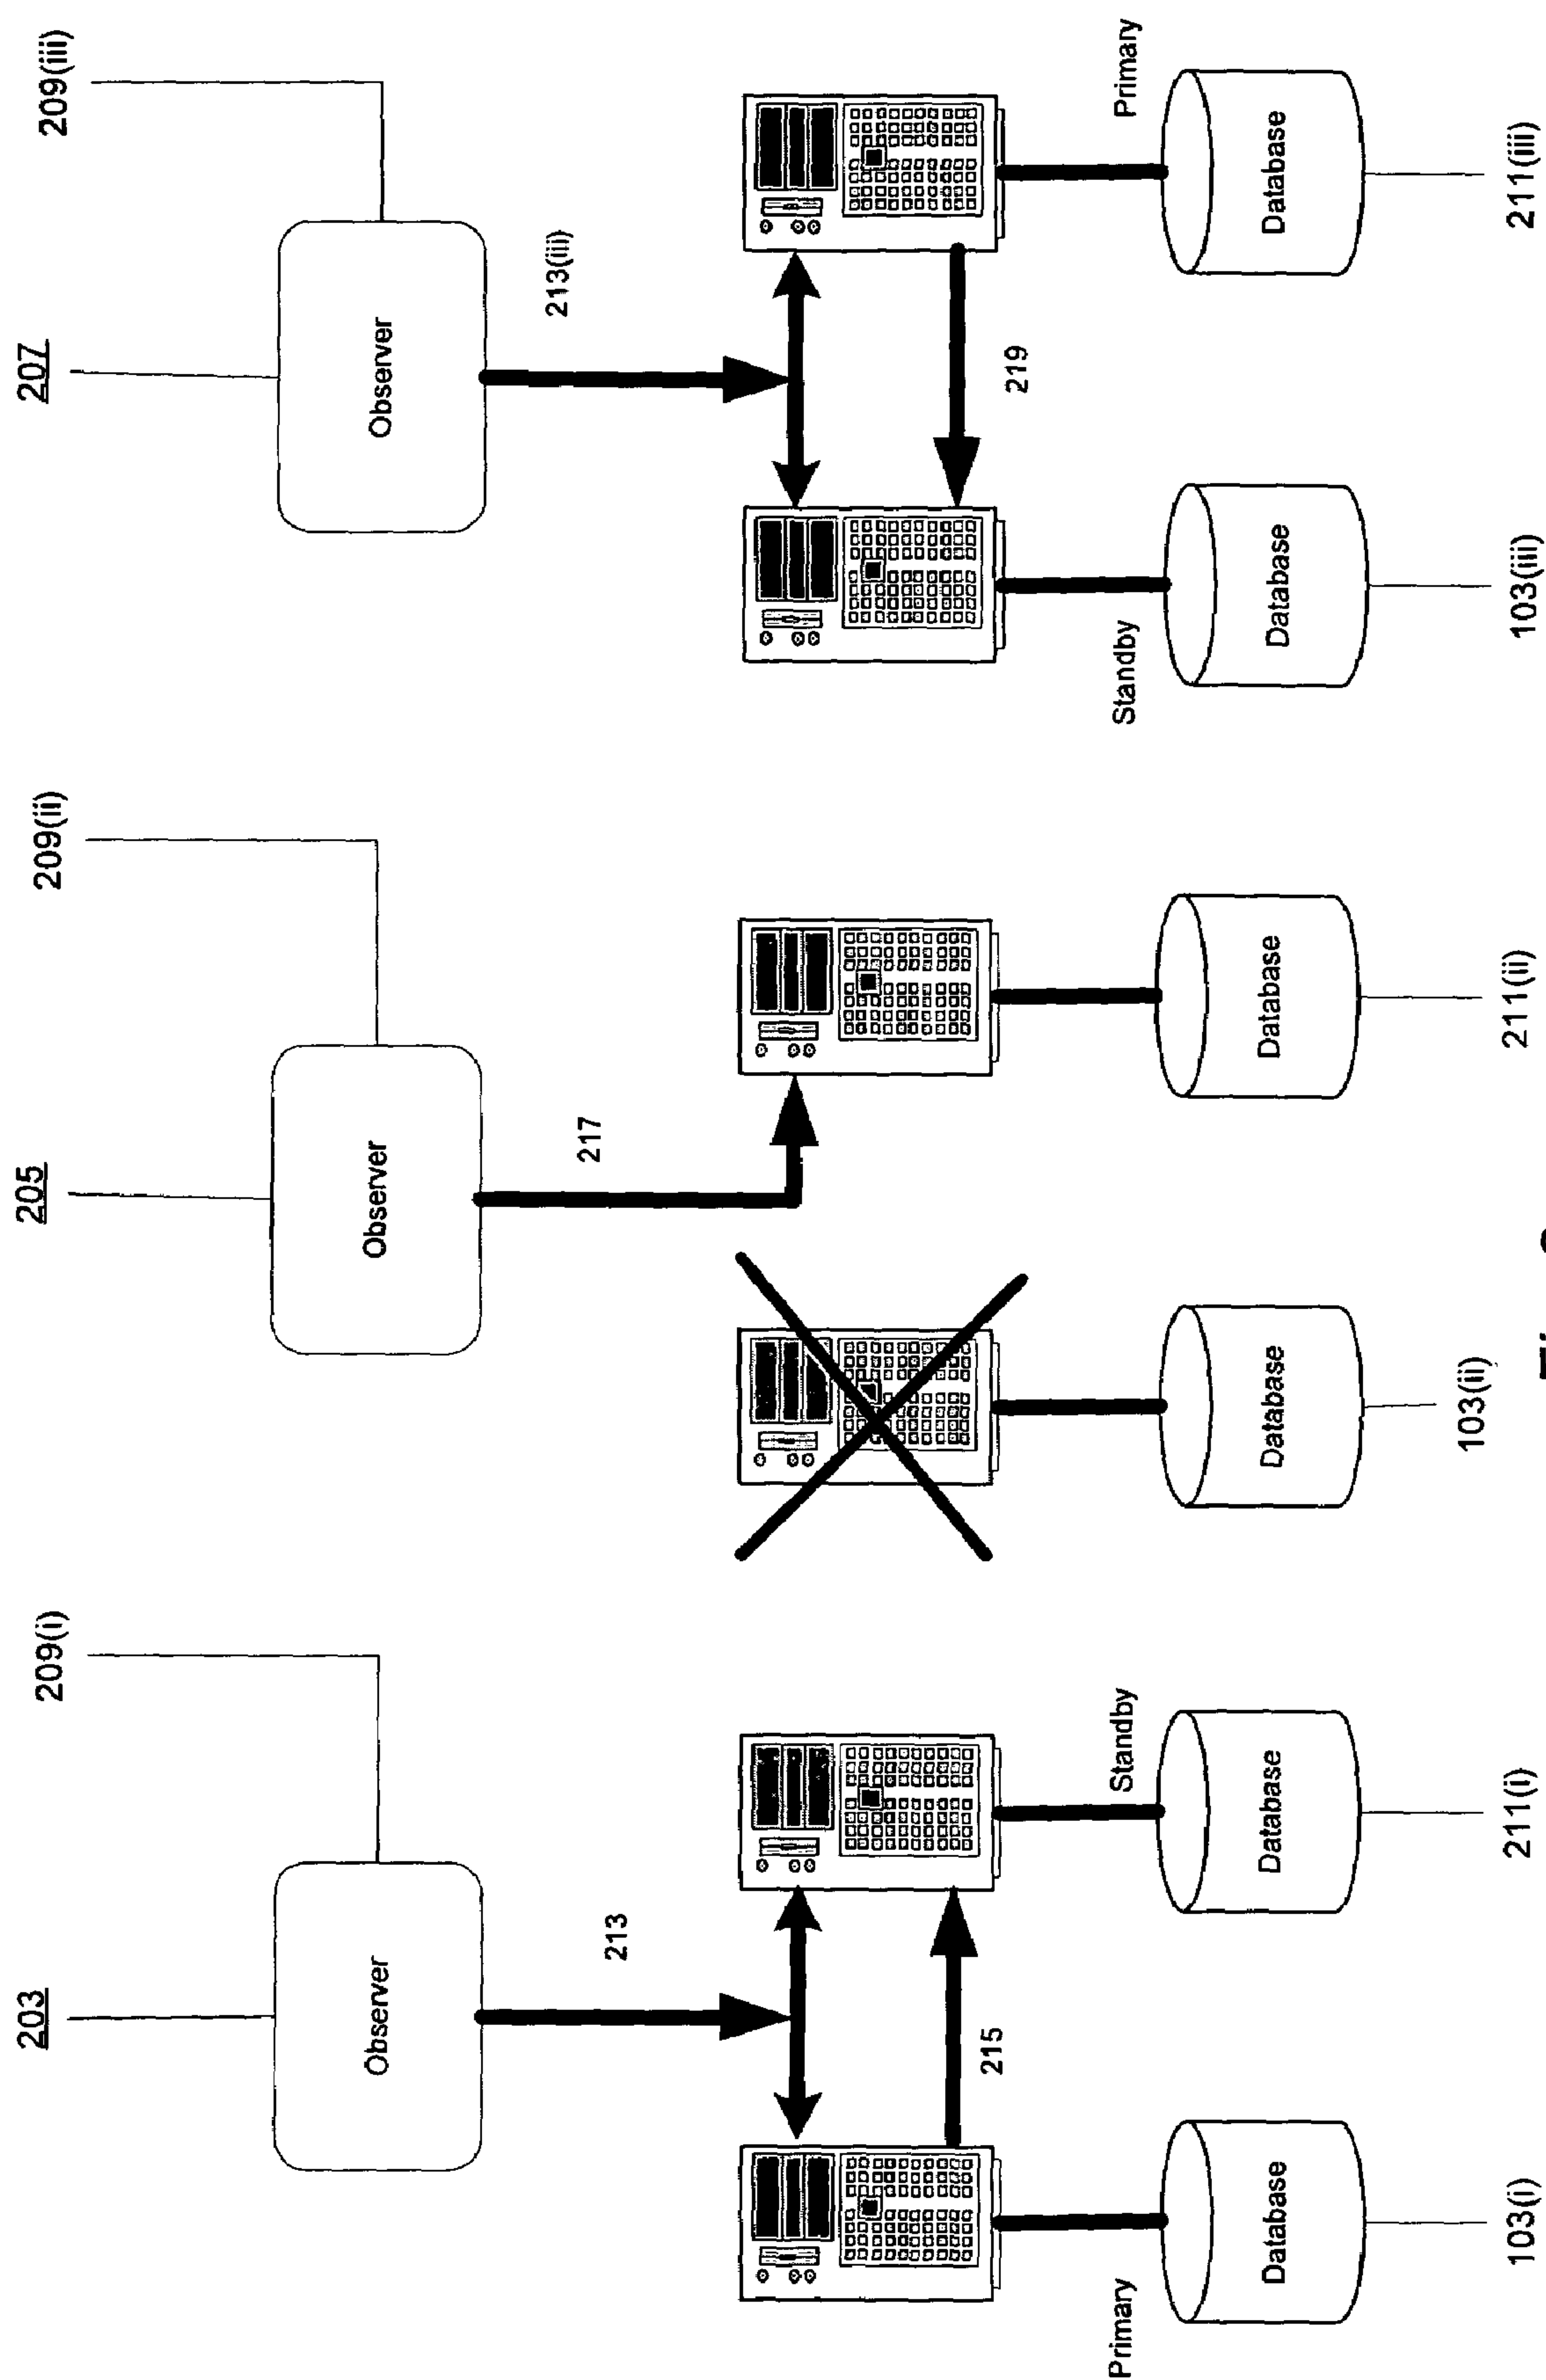 203
209(i)
Observer
213
215
Primary
Standby
Database
Database
103(i)
211(i)
205
209(ii)
Observer
217
Database
Database
103(ii)
211(ii)
207
209(iii)
Observer
213(iii)
219
Standby
Primary
Database
Database
103(iii)
211(iii)